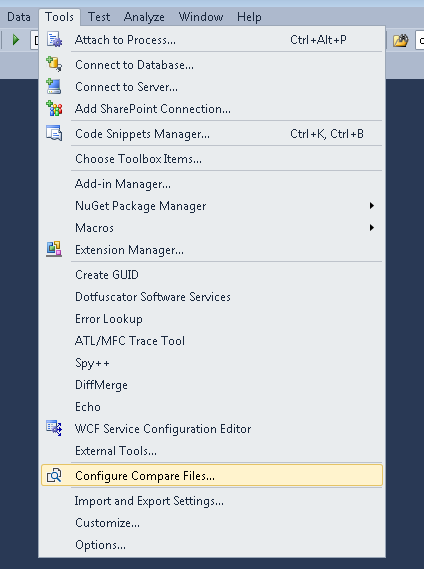 Data Tools Test Analyze Window Help
Attach to Process... Ctrl+Alt+P
Connect to Database...
Connect to Server...
Add SharePoint Connection...
Code Snippets Manager... Ctrl+K, Ctrl+B
Choose Toolbox Items...
Add-in Manager...
NuGet Package Manager
Macros
Extension Manager...
Create GUID
Dotfuscator Software Services
Error Lookup
ATL/MFC Trace Tool
Spy++
DiffMerge
Echo
WCF Service Configuration Editor
External Tools...
Configure Compare Files...
Import and Export Settings...
Customize...
Options...